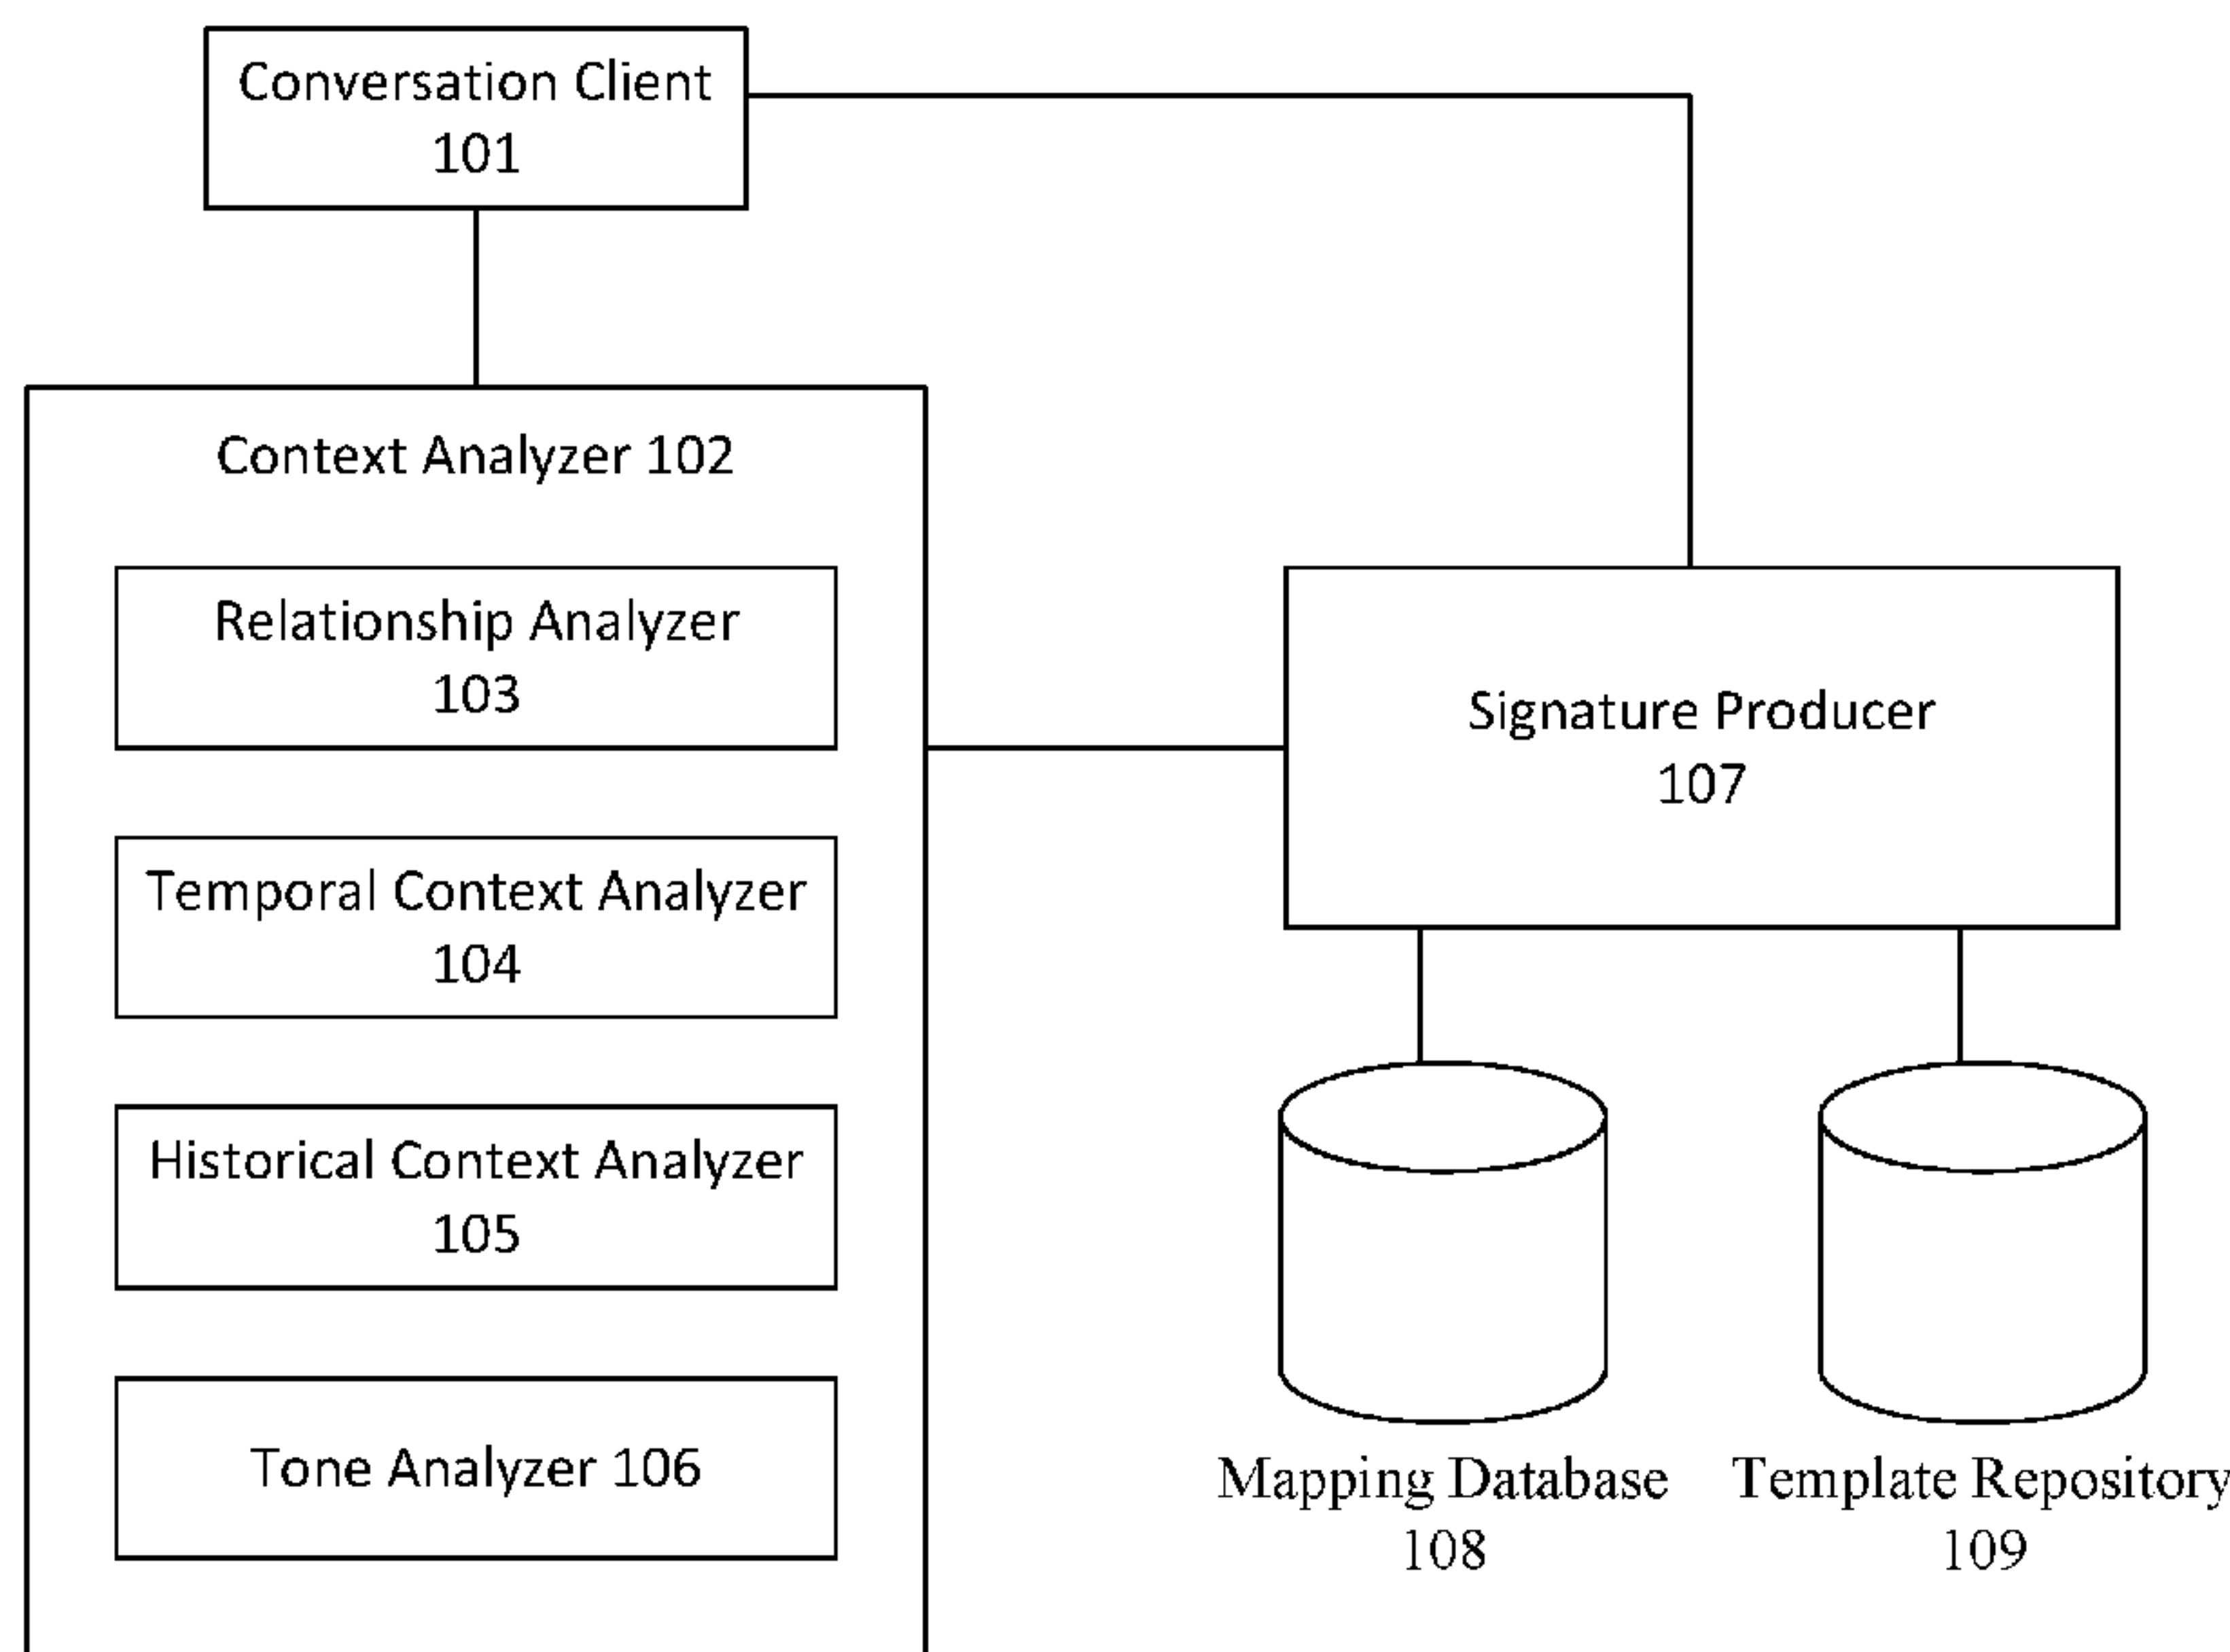 Conversation Client
101
Context Analyzer 102
Relationship Analyzer
103
Temporal Context Analyzer
104
Historical Context Analyzer
105
Tone Analyzer 106
Signature Producer
107
Mapping Database
108
Template Repository
109